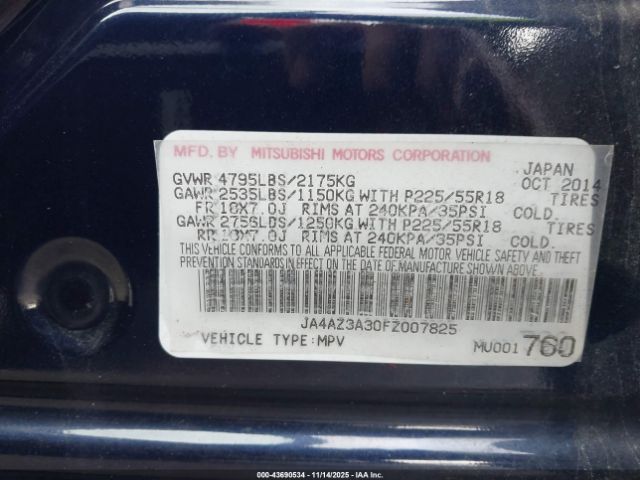 MFD. BY MITSUBISHI MOTORS CORPORATION
JAPAN
GVWR 4795LBS/2175KG OCT 2014
GAWR 2535LBS/1150KG WITH P225/55R18 TIRES
FR 18X7.0J RIMS AT 240KPA/35PSI COLD.
GAWR 2756LBS/1250KG WITH P225/55R18 TIRES
RR 18X7.0J RIMS AT 240KPA/35PSI COLD.
THIS VEHICLE CONFORMS TO ALL APPLICABLE FEDERAL MOTOR VEHICLE SAFETY AND THEFT
PREVENTION STANDARDS IN EFFECT ON THE DATE OF MANUFACTURE SHOWN ABOVE.
JA4AZ3A30FZ007825
VEHICLE TYPE:MPV MU001 760
000-43690534 - 11/14/2025 - © IAA, Inc.